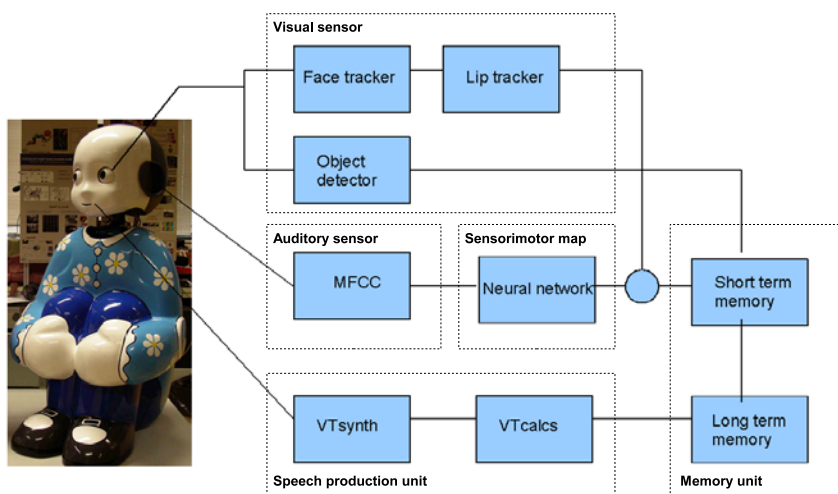 Visual sensor
Face tracker
Lip tracker
Object
detector
Auditory sensor
MFCC
Sensorimotor map
Neural network
Short term
memory
VTsynth
VTcalcs
Long term
memory
Speech production unit
Memory unit